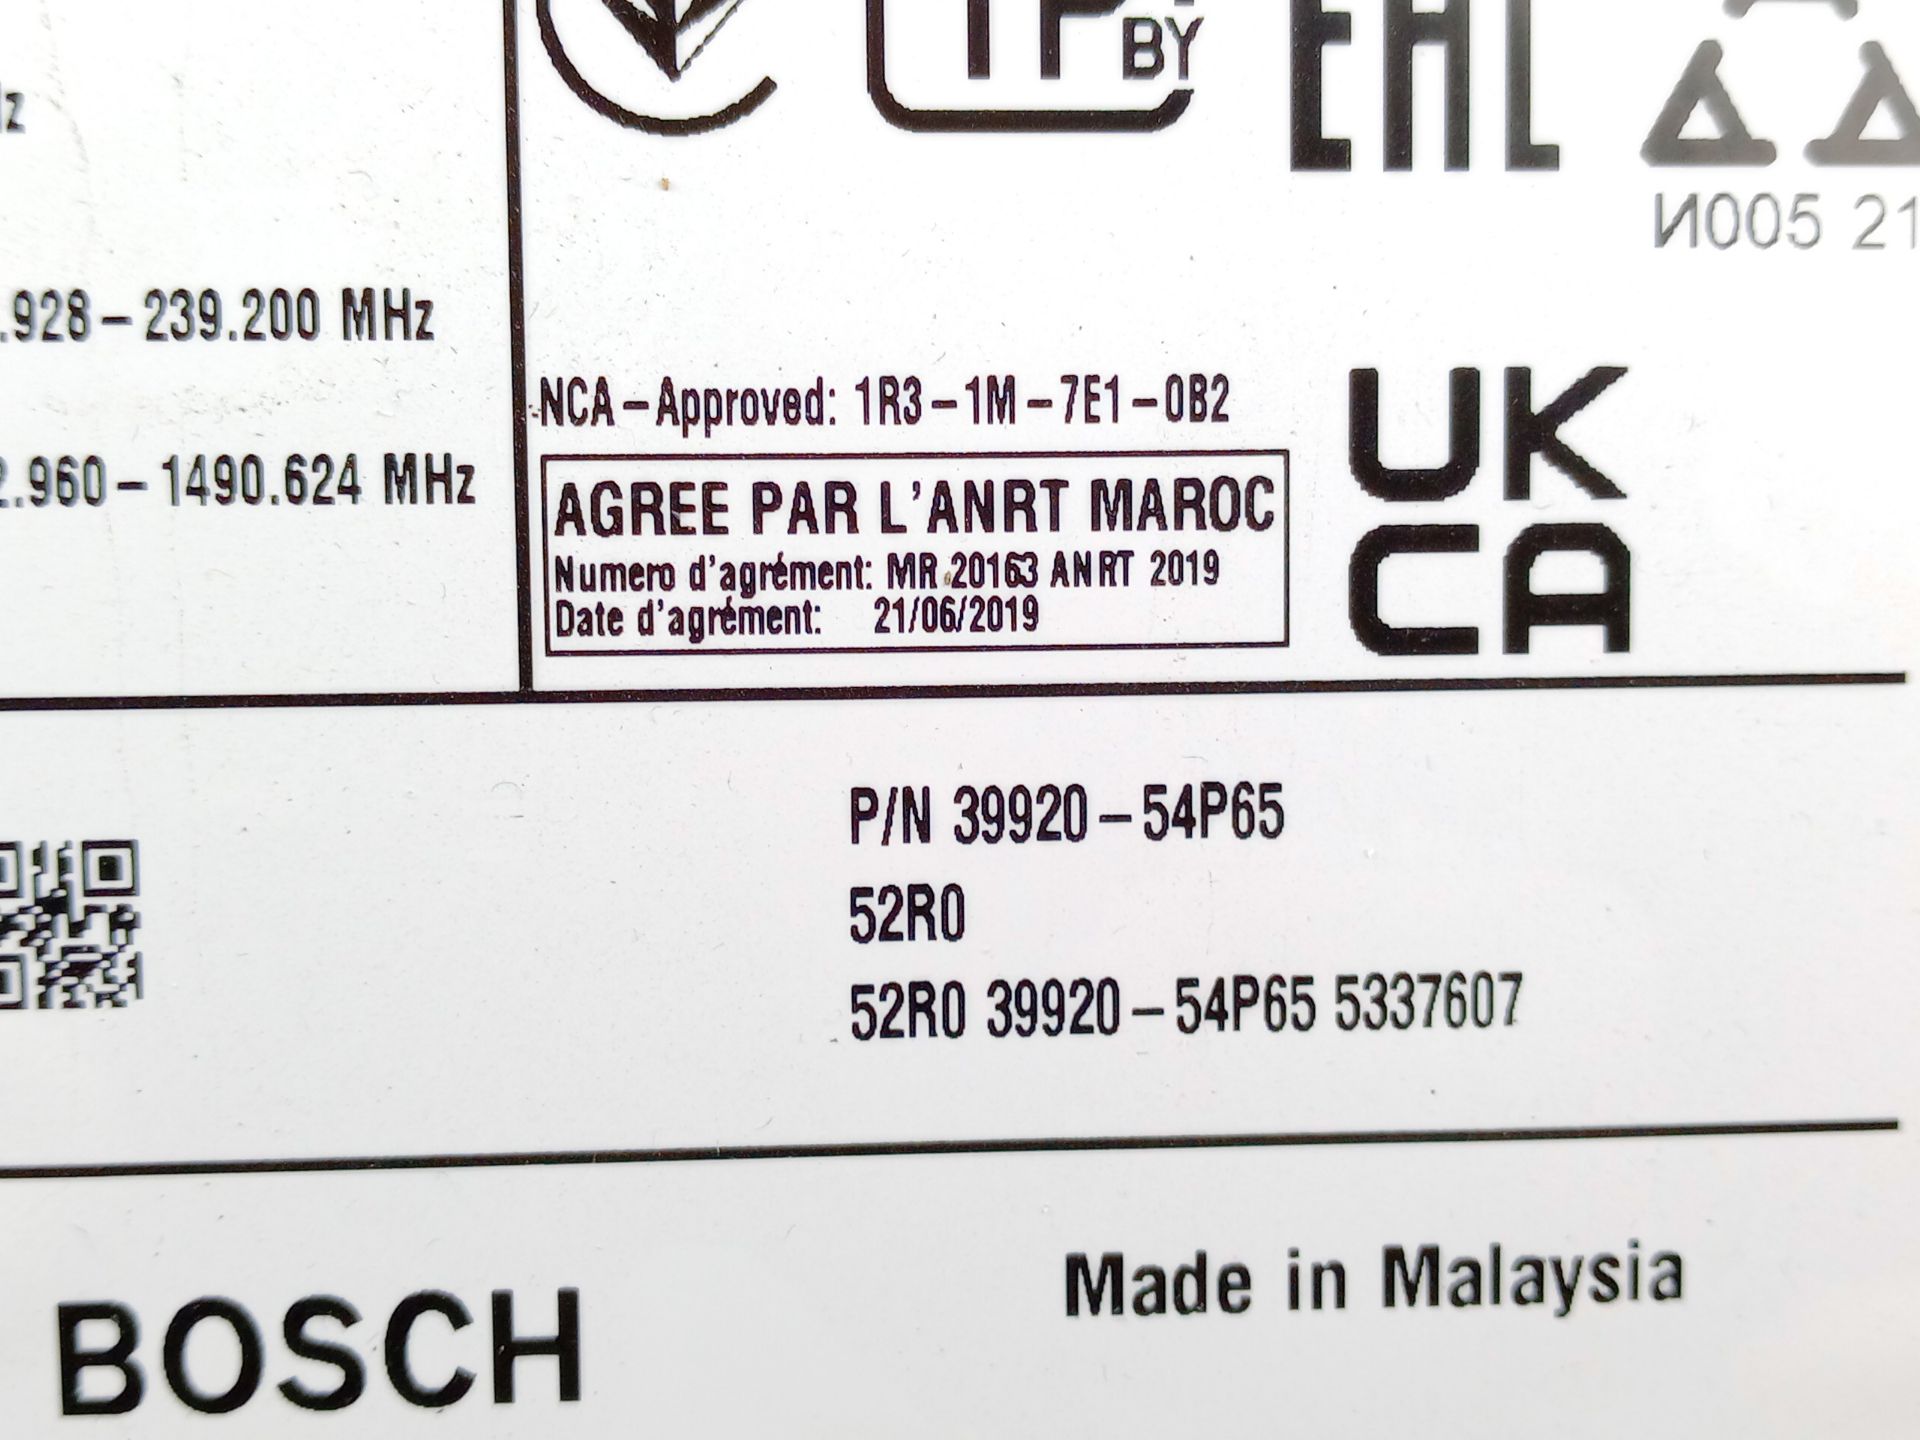 TP BY
EAC
И005 21
.928-239.200 MHz
.960-1490.624 MHz
NCA-Approved: 1R3-1M-7E1-0B2
AGREE PAR L'ANRT MAROC
Numero d'agrément: MR 20163 ANRT 2019
Date d'agrément: 21/06/2019
UK
CA
P/N 39920-54P65
52R0
52R0 39920-54P65 5337607
BOSCH
Made in Malaysia